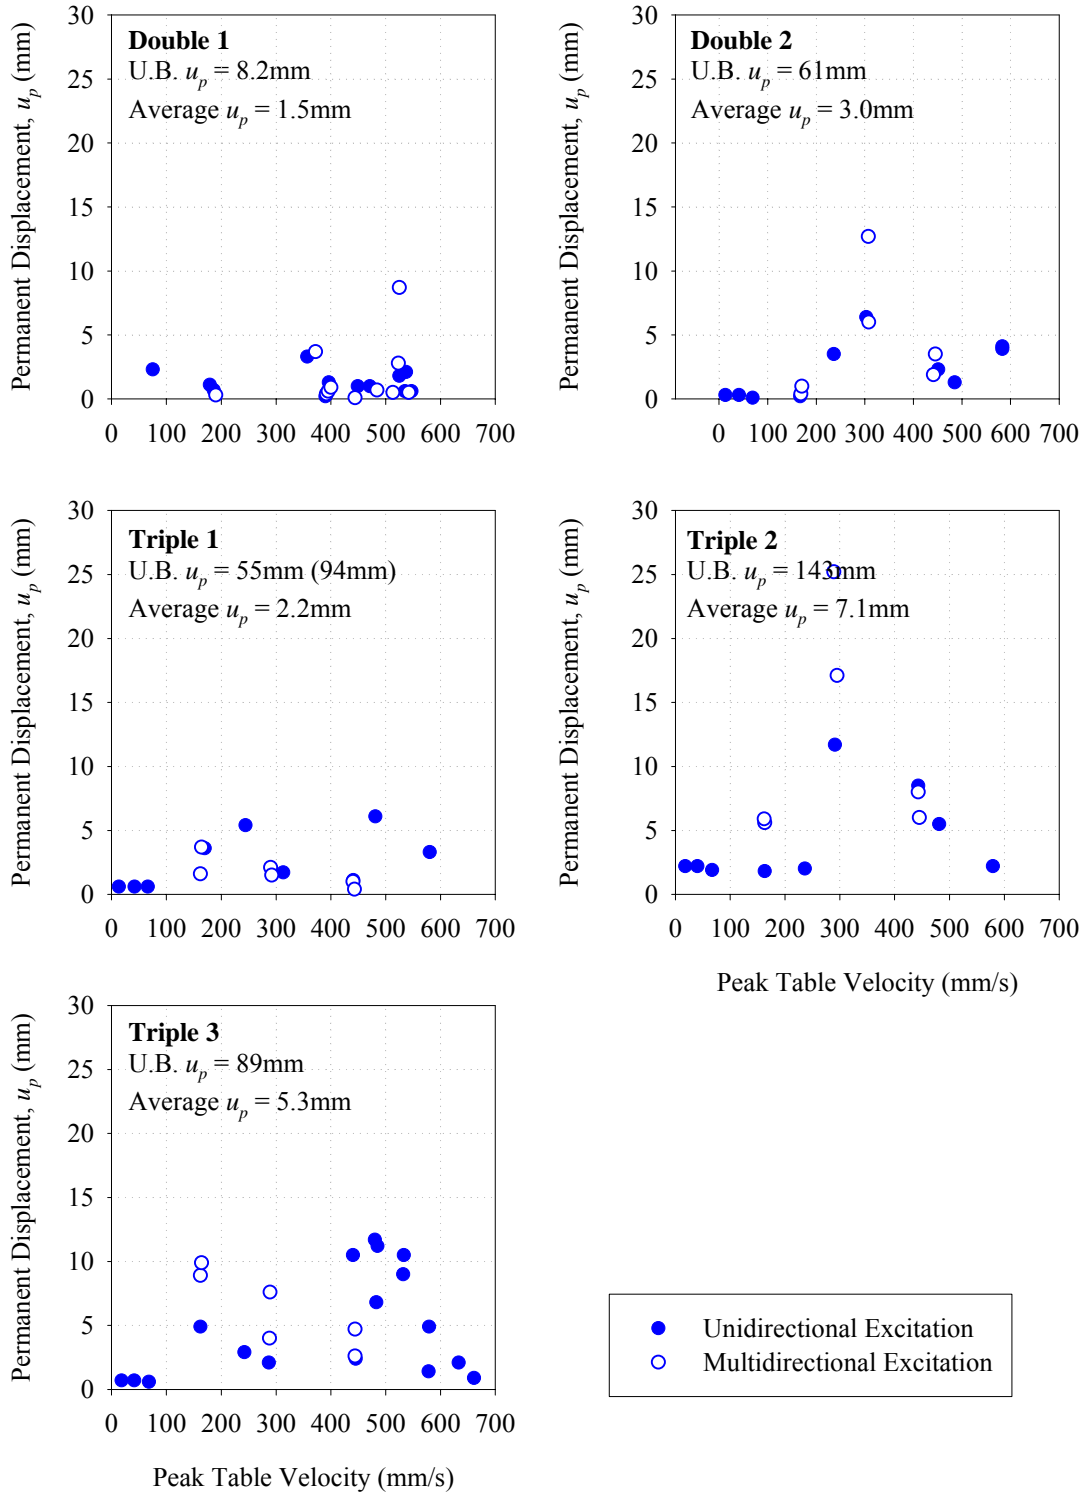 Double 1
U.B. u_p = 8.2mm
Average u_p = 1.5mm
Permanent Displacement, u_p (mm)
30
25
20
15
10
5
0
0 100 200 300 400 500 600 700
Double 2
U.B. u_p = 61mm
Average u_p = 3.0mm
Permanent Displacement, u_p (mm)
30
25
20
15
10
5
0
0 100 200 300 400 500 600 700
Triple 1
U.B. u_p = 55mm (94mm)
Average u_p = 2.2mm
Permanent Displacement, u_p (mm)
30
25
20
15
10
5
0
0 100 200 300 400 500 600 700
Triple 2
U.B. u_p = 143mm
Average u_p = 7.1mm
Permanent Displacement, u_p (mm)
30
25
20
15
10
5
0
0 100 200 300 400 500 600 700
Peak Table Velocity (mm/s)
Triple 3
U.B. u_p = 89mm
Average u_p = 5.3mm
Permanent Displacement, u_p (mm)
30
25
20
15
10
5
0
0 100 200 300 400 500 600 700
Peak Table Velocity (mm/s)
Unidirectional Excitation
Multidirectional Excitation